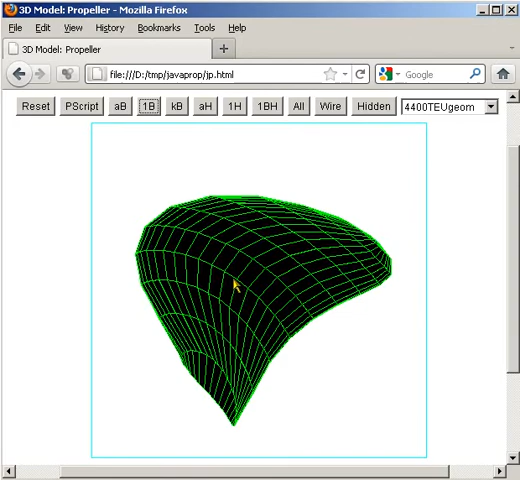 3D Model: Propeller - Mozilla Firefox
File Edit View History Bookmarks Tools Help
3D Model: Propeller
file:///D:/tmp/javaprop/jp.html
Google
Reset PScript aB 1B kB aH 1H 1BH All Wire Hidden 4400TEUgeom